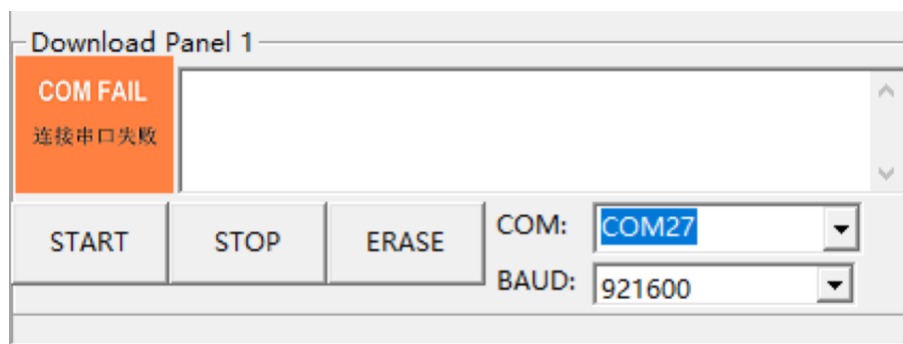 Download Panel 1
COM FAIL
连接串口失败
START
STOP
ERASE
COM:
COM27
BAUD:
921600